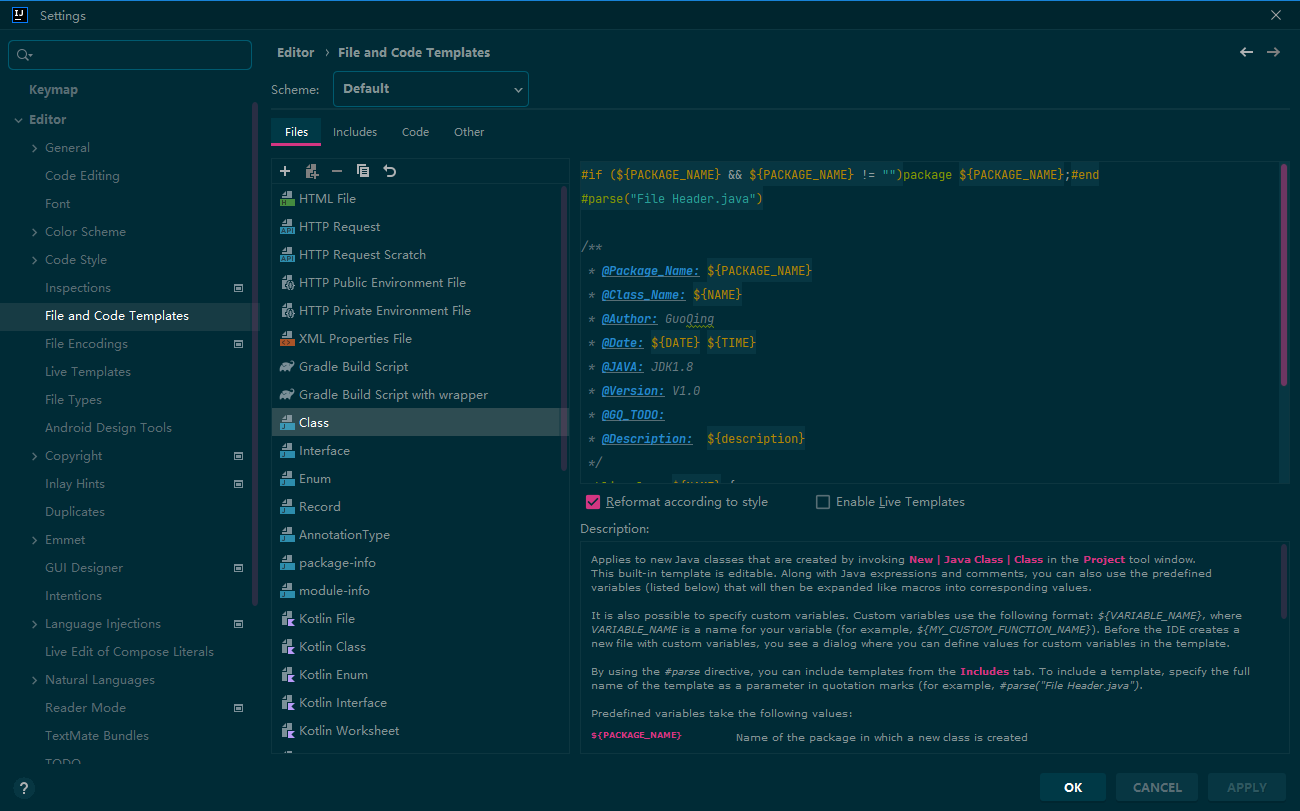 Settings
Editor › File and Code Templates
Scheme: Default
Files Includes Code Other
Keymap
Editor
General
Code Editing
Font
Color Scheme
Code Style
Inspections
File and Code Templates
File Encodings
Live Templates
File Types
Android Design Tools
Copyright
Inlay Hints
Duplicates
Emmet
GUI Designer
Intentions
Language Injections
Live Edit of Compose Literals
Natural Languages
Reader Mode
TextMate Bundles
TODO
HTML File
HTTP Request
HTTP Request Scratch
HTTP Public Environment File
HTTP Private Environment File
XML Properties File
Gradle Build Script
Gradle Build Script with wrapper
Class
Interface
Enum
Record
AnnotationType
package-info
module-info
Kotlin File
Kotlin Class
Kotlin Enum
Kotlin Interface
Kotlin Worksheet
#if (${PACKAGE_NAME} && ${PACKAGE_NAME} != "")package ${PACKAGE_NAME};#end
#parse("File Header.java")
/**
* @Package_Name: ${PACKAGE_NAME}
* @Class_Name: ${NAME}
* @Author: GuoQing
* @Date: ${DATE} ${TIME}
* @JAVA: JDK1.8
* @Version: V1.0
* @GQ_TODO:
* @Description: ${description}
*/
Reformat according to style
Enable Live Templates
Description:
Applies to new Java classes that are created by invoking New | Java Class | Class in the Project tool window.
This built-in template is editable. Along with Java expressions and comments, you can also use the predefined
variables (listed below) that will then be expanded like macros into corresponding values.
It is also possible to specify custom variables. Custom variables use the following format: ${VARIABLE_NAME}, where
VARIABLE_NAME is a name for your variable (for example, ${MY_CUSTOM_FUNCTION_NAME}). Before the IDE creates a
new file with custom variables, you see a dialog where you can define values for custom variables in the template.
By using the #parse directive, you can include templates from the Includes tab. To include a template, specify the full
name of the template as a parameter in quotation marks (for example, #parse("File Header.java").
Predefined variables take the following values:
${PACKAGE_NAME} Name of the package in which a new class is created
?
OK CANCEL APPLY